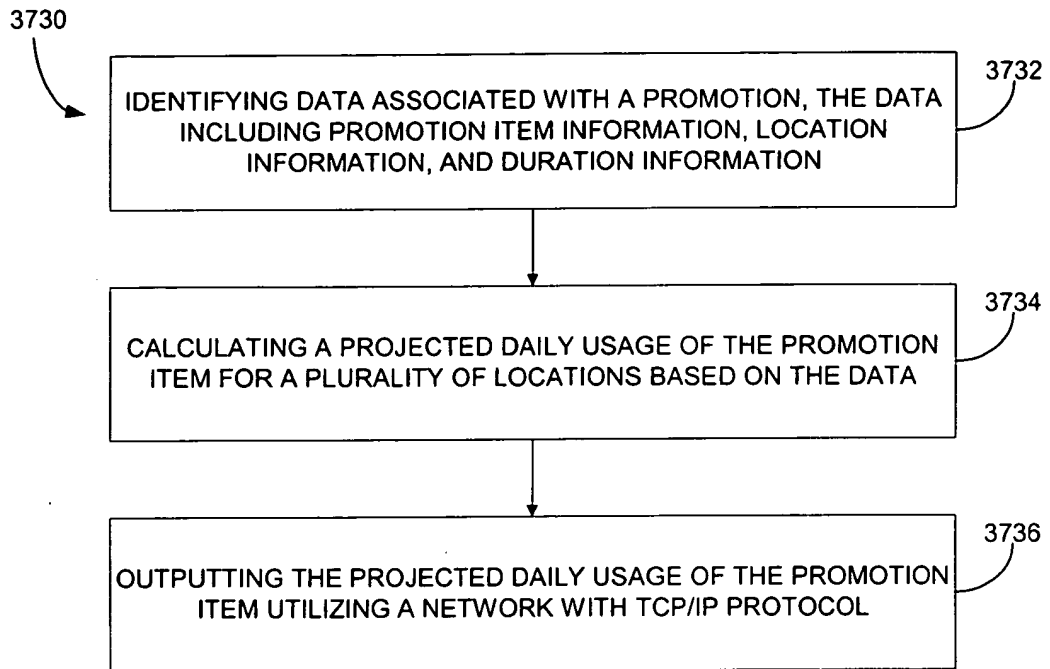 3730
3732
IDENTIFYING DATA ASSOCIATED WITH A PROMOTION, THE DATA
INCLUDING PROMOTION ITEM INFORMATION, LOCATION
INFORMATION, AND DURATION INFORMATION
3734
CALCULATING A PROJECTED DAILY USAGE OF THE PROMOTION
ITEM FOR A PLURALITY OF LOCATIONS BASED ON THE DATA
3736
OUTPUTTING THE PROJECTED DAILY USAGE OF THE PROMOTION
ITEM UTILIZING A NETWORK WITH TCP/IP PROTOCOL